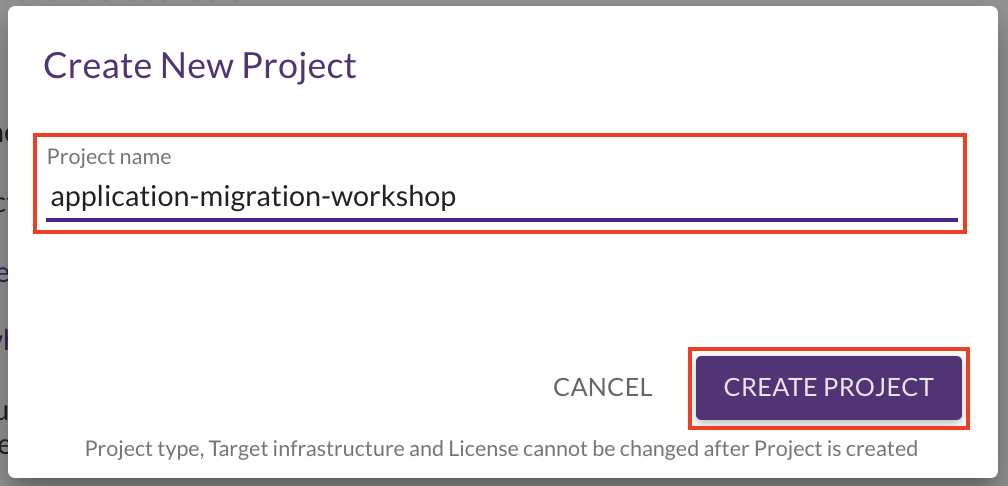 Create New Project
Project name
application-migration-workshop
CANCEL
CREATE PROJECT
Project type, Target infrastructure and License cannot be changed after Project is created